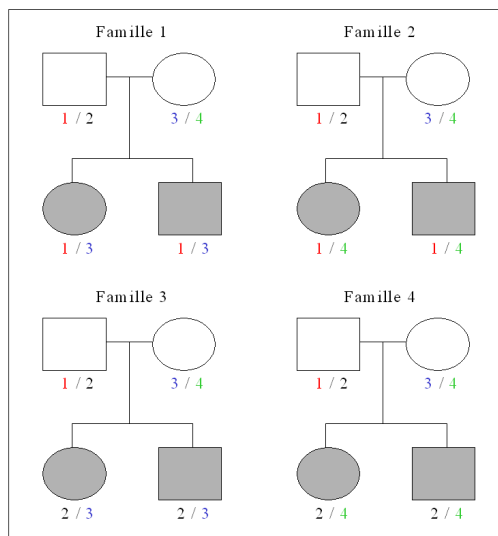 Famille 1
1 / 2 3 / 4
1 / 3 1 / 3
Famille 2
1 / 2 3 / 4
1 / 4 1 / 4
Famille 3
1 / 2 3 / 4
2 / 3 2 / 3
Famille 4
1 / 2 3 / 4
2 / 4 2 / 4